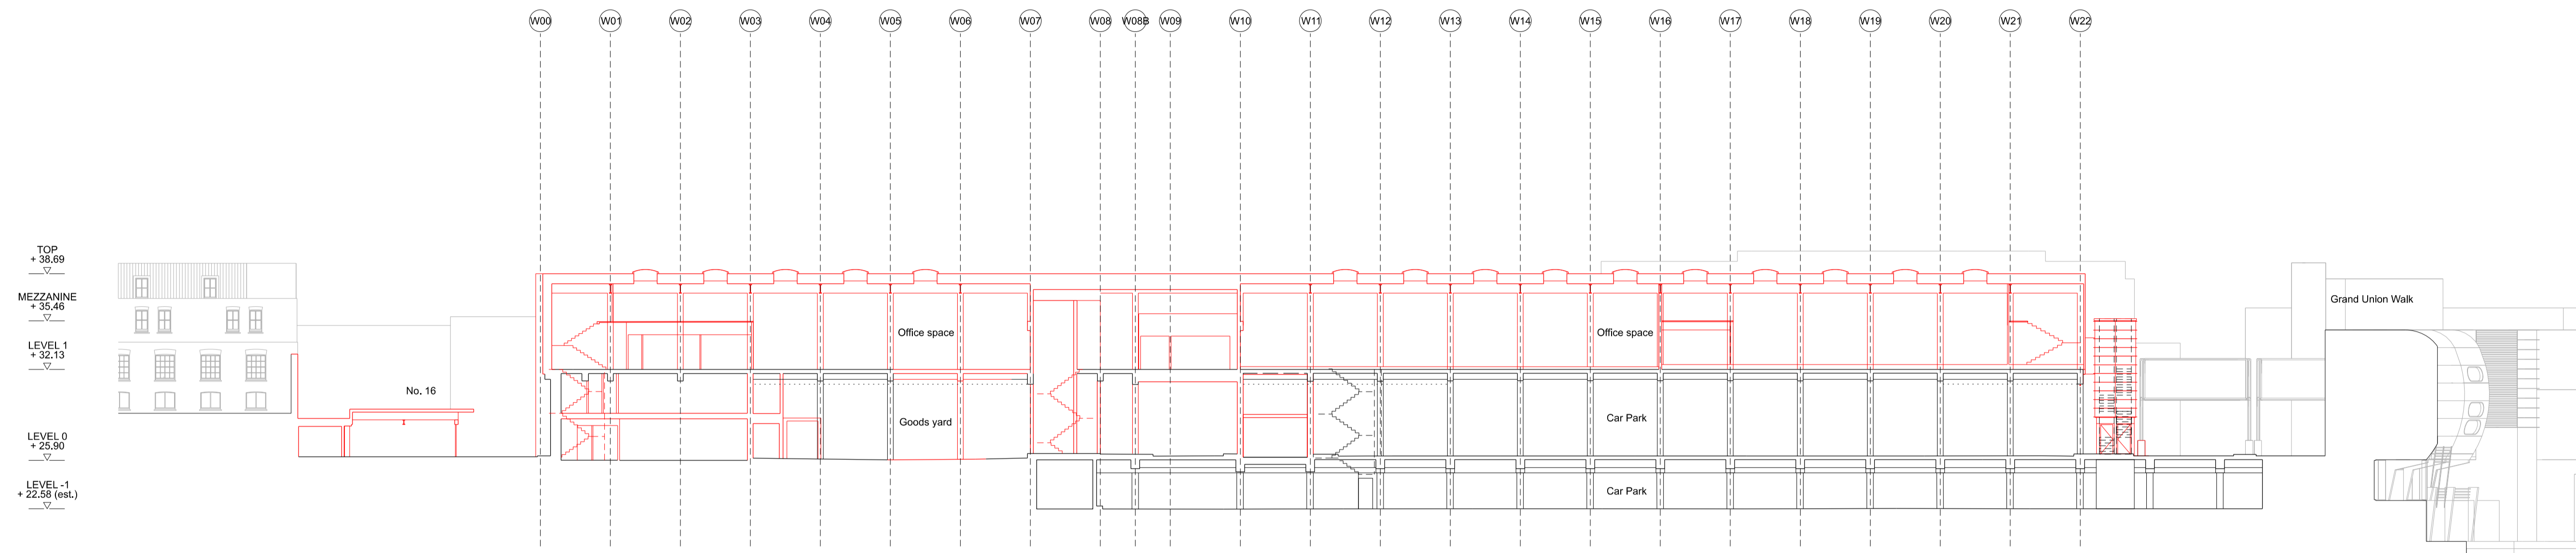 W00 W01 W02 W03 W04 W05 W06 W07 W08 W08B W09 W10 W11 W12 W13 W14 W15 W16 W17 W18 W19 W20 W21 W22
TOP
+ 38.69
MEZZANINE
+ 35.46
Grand Union Walk
Office space Office space
LEVEL 1
+ 32.13
No. 16
Car Park
Goods yard
LEVEL 0
+ 25.90
LEVEL -1
+ 22.58 (est.)
Car Park